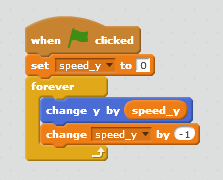 when clicked
set speed_y to 0
forever
change y by speed_y
change speed_y by -1